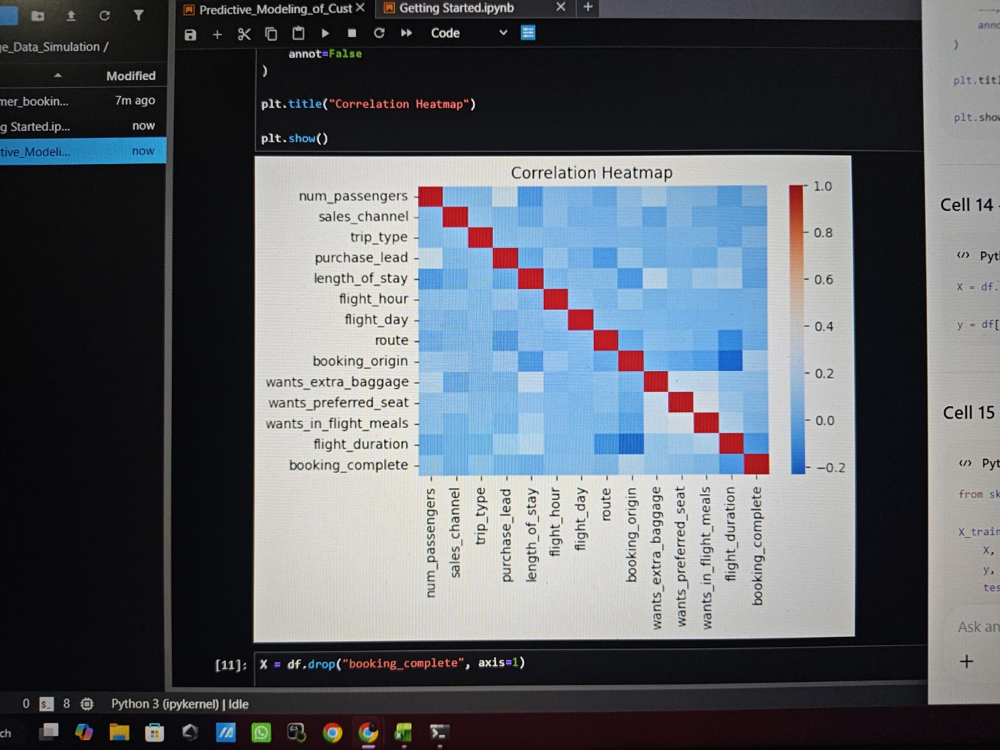 Predictive_Modeling_of_Cust
Getting Started.ipynb
Code
e_Data_Simulation /
Modified
mer_bookin... 7m ago
g Started.ip... now
tive_Modeli... now
annot=False
)
plt.title("Correlation Heatmap")
plt.show()
Correlation Heatmap
num_passengers
sales_channel
trip_type
purchase_lead
length_of_stay
flight_hour
flight_day
route
booking_origin
wants_extra_baggage
wants_preferred_seat
wants_in_flight_meals
flight_duration
booking_complete
num_passengers
sales_channel
trip_type
purchase_lead
length_of_stay
flight_hour
flight_day
route
booking_origin
wants_extra_baggage
wants_preferred_seat
wants_in_flight_meals
flight_duration
booking_complete
1.0
0.8
0.6
0.4
0.2
0.0
−0.2
[11]: X = df.drop("booking_complete", axis=1)
0 $_ 8 Python 3 (ipykernel) | Idle
ch
anno
)
plt.titl
plt.show
Cell 14 -
</> Pyth
X = df.
y = df[
Cell 15
</> Pyt
from sk
X_train
X,
y,
tes
Ask an
+